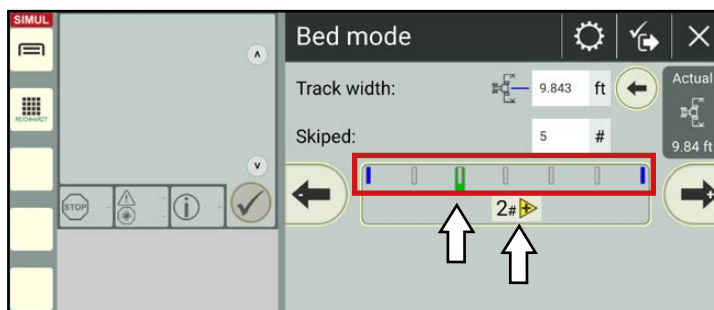 SIMUL
Bed mode
Track width:
9.843 ft
Actual
Skiped:
5 #
9.84 ft
REICHHARDT
STOP
2#